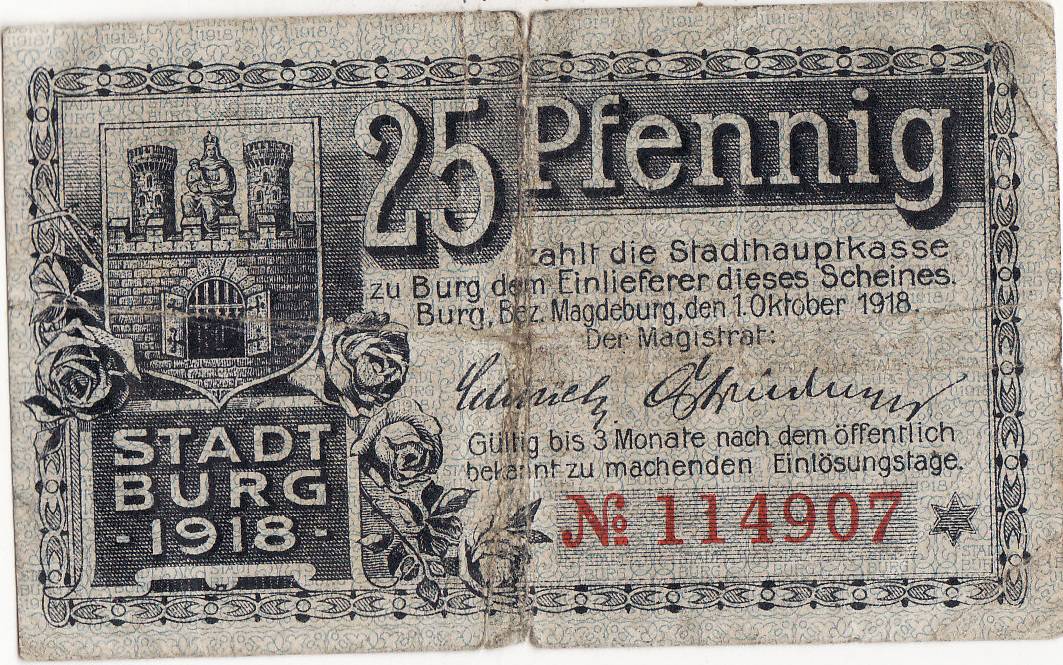 25 Pfennig
zahlt die Stadthauptkasse
zu Burg dem Einlieferer dieses Scheines.
Burg, Bez. Magdeburg, den 1. Oktober 1918.
Der Magistrat:
Gültig bis 3 Monate nach dem öffentlich
bekannt zu machenden Einlösungstage.
№ 114907
STADT
BURG
- 1918 -